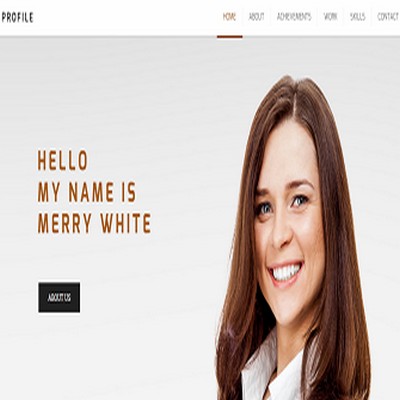 PROFILE
HOME ABOUT ACHIEVEMENTS WORK SKILLS CONTACT
HELLO
MY NAME IS
MERRY WHITE
ABOUT US